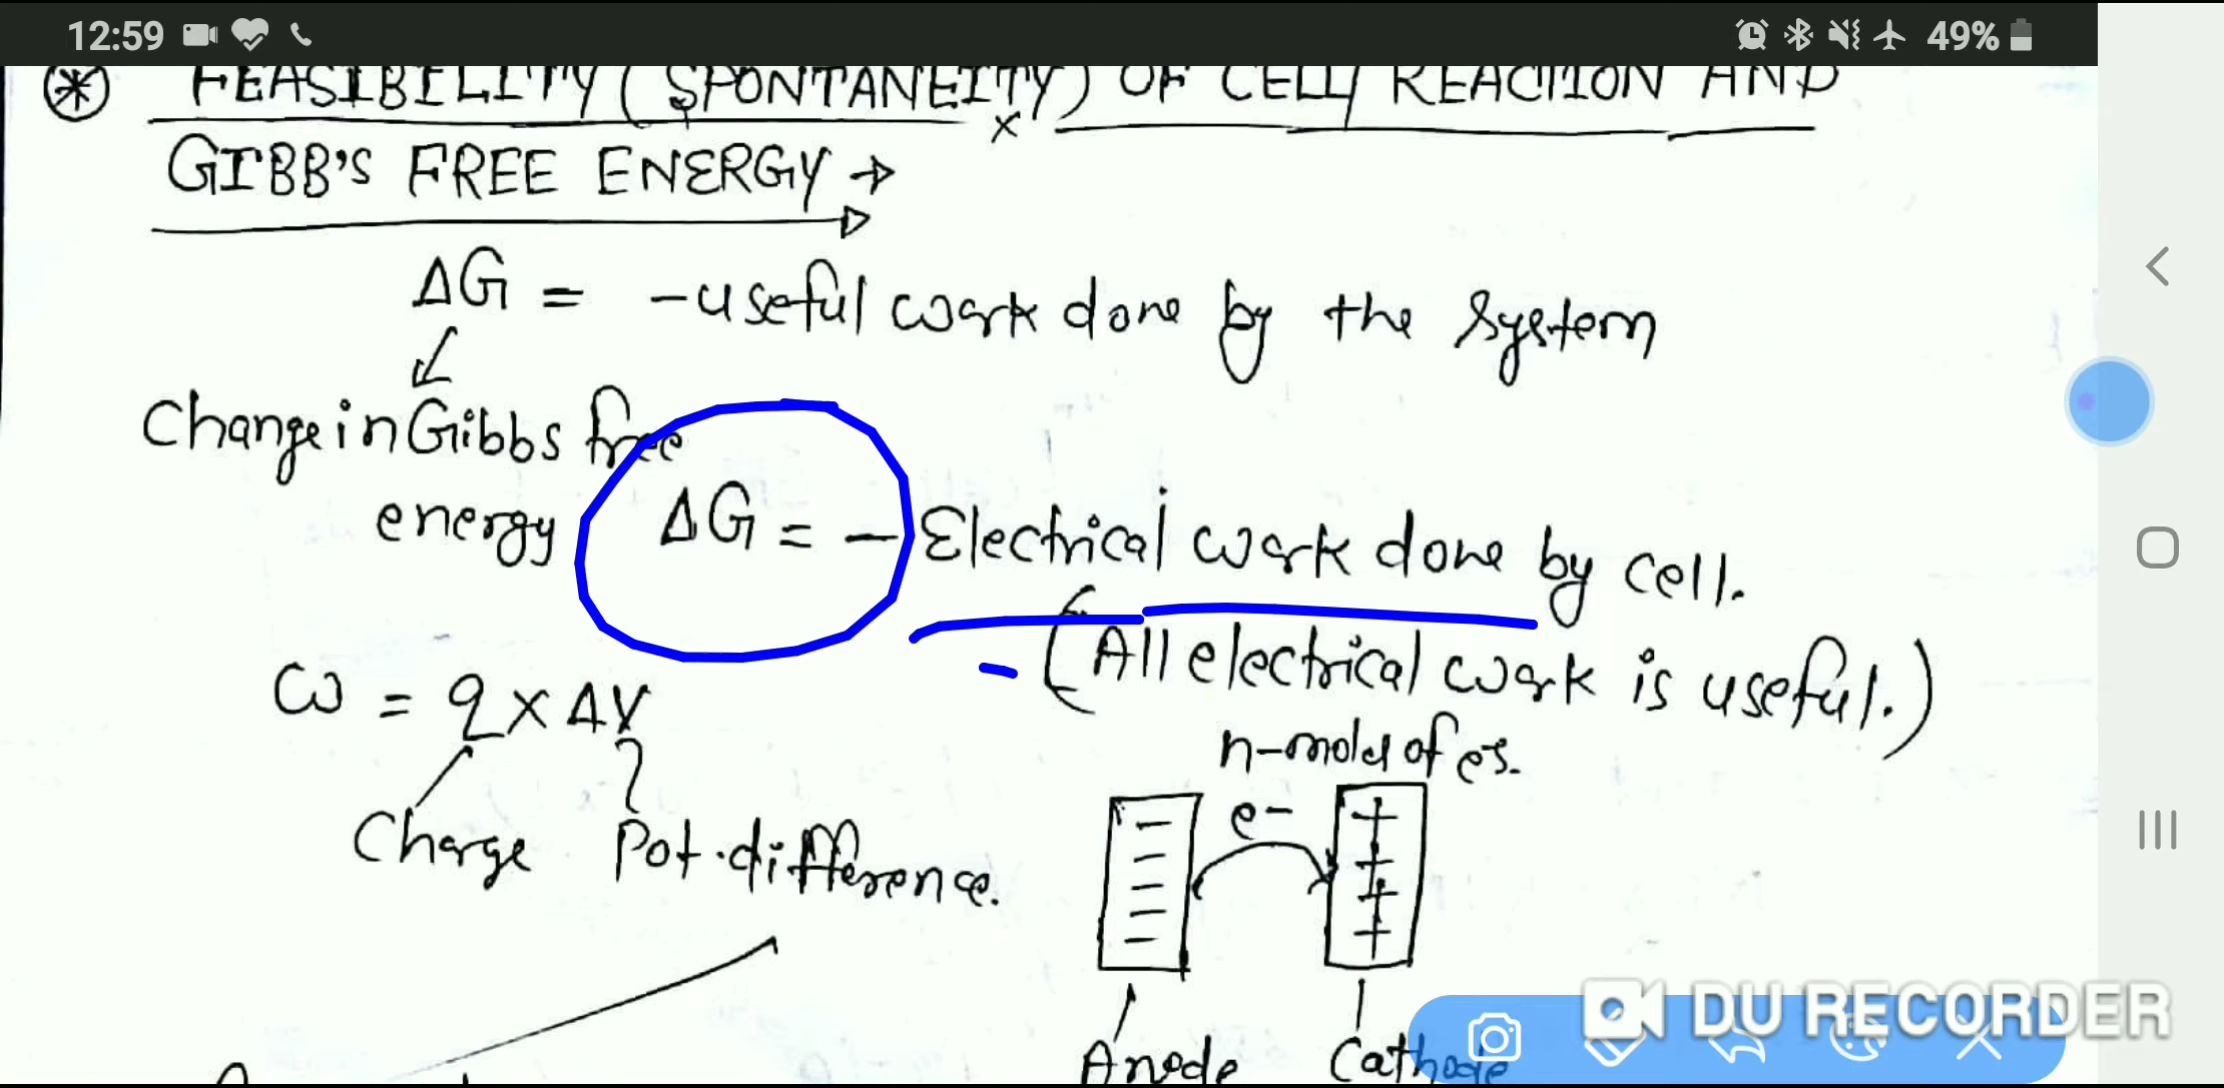 12:59 49%
FEASIBILITY (SPONTANEITY) OF CELL REACTION AND
GIBB'S FREE ENERGY →
ΔG = -useful work done by the system
Change in Gibbs free
energy
ΔG = - Electrical work done by cell.
(All electrical work is useful.)
ω = q × ΔV
n-moles of e⁻s.
e-
Charge Pot. difference.
Anode Cathode
DU RECORDER